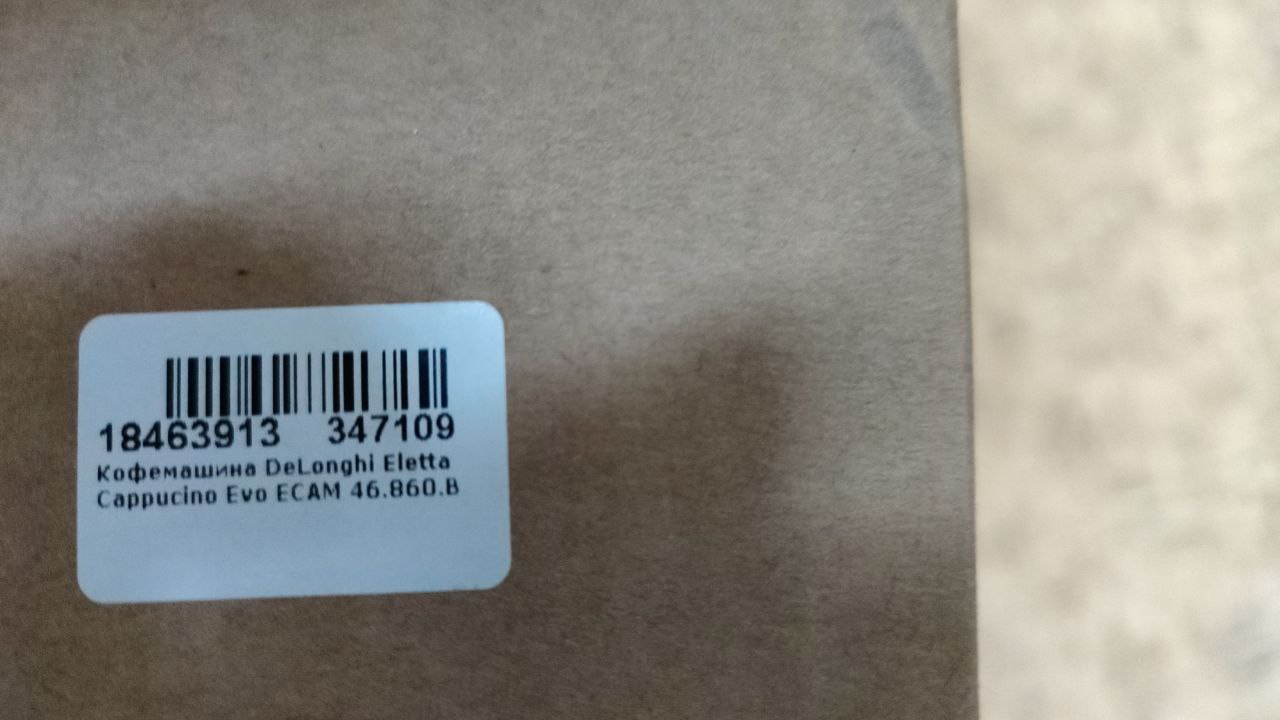 18463913 347109
Кофемашина DeLonghi Eletta
Cappucino Evo ECAM 46.860.B